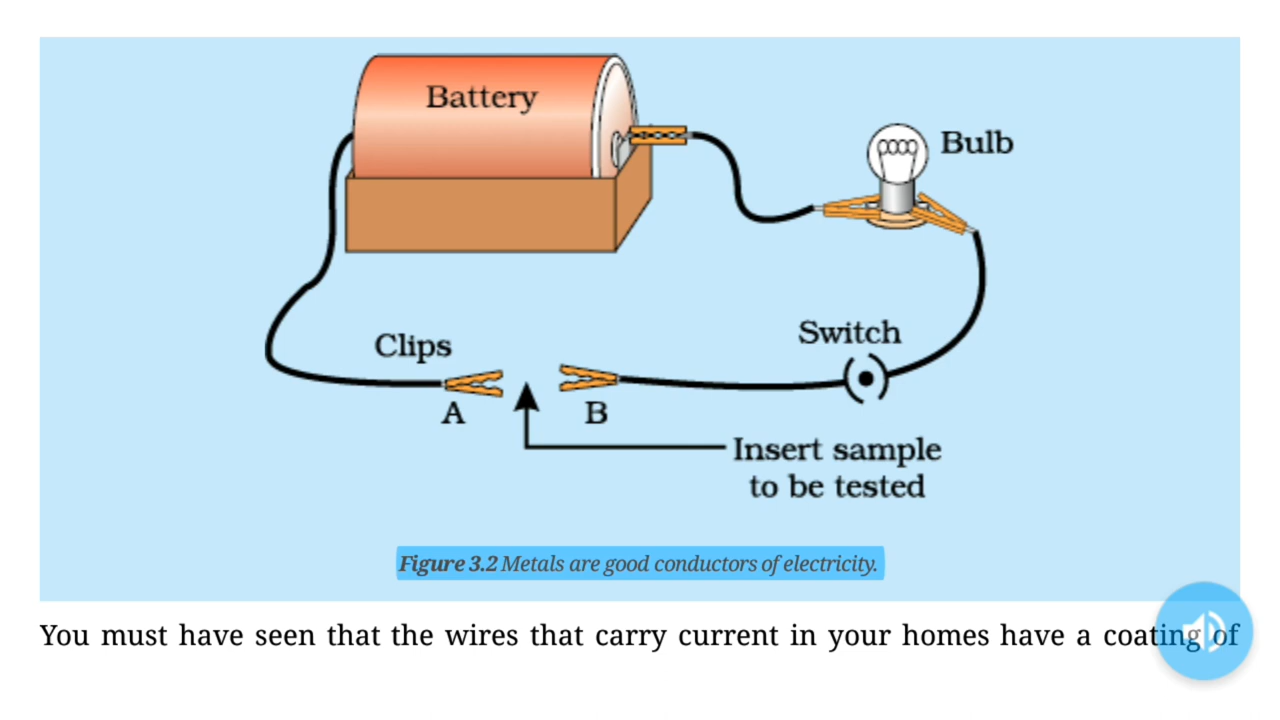 Battery
Bulb
Clips
Switch
A
B
Insert sample
to be tested
Figure 3.2 Metals are good conductors of electricity.
You must have seen that the wires that carry current in your homes have a coating of